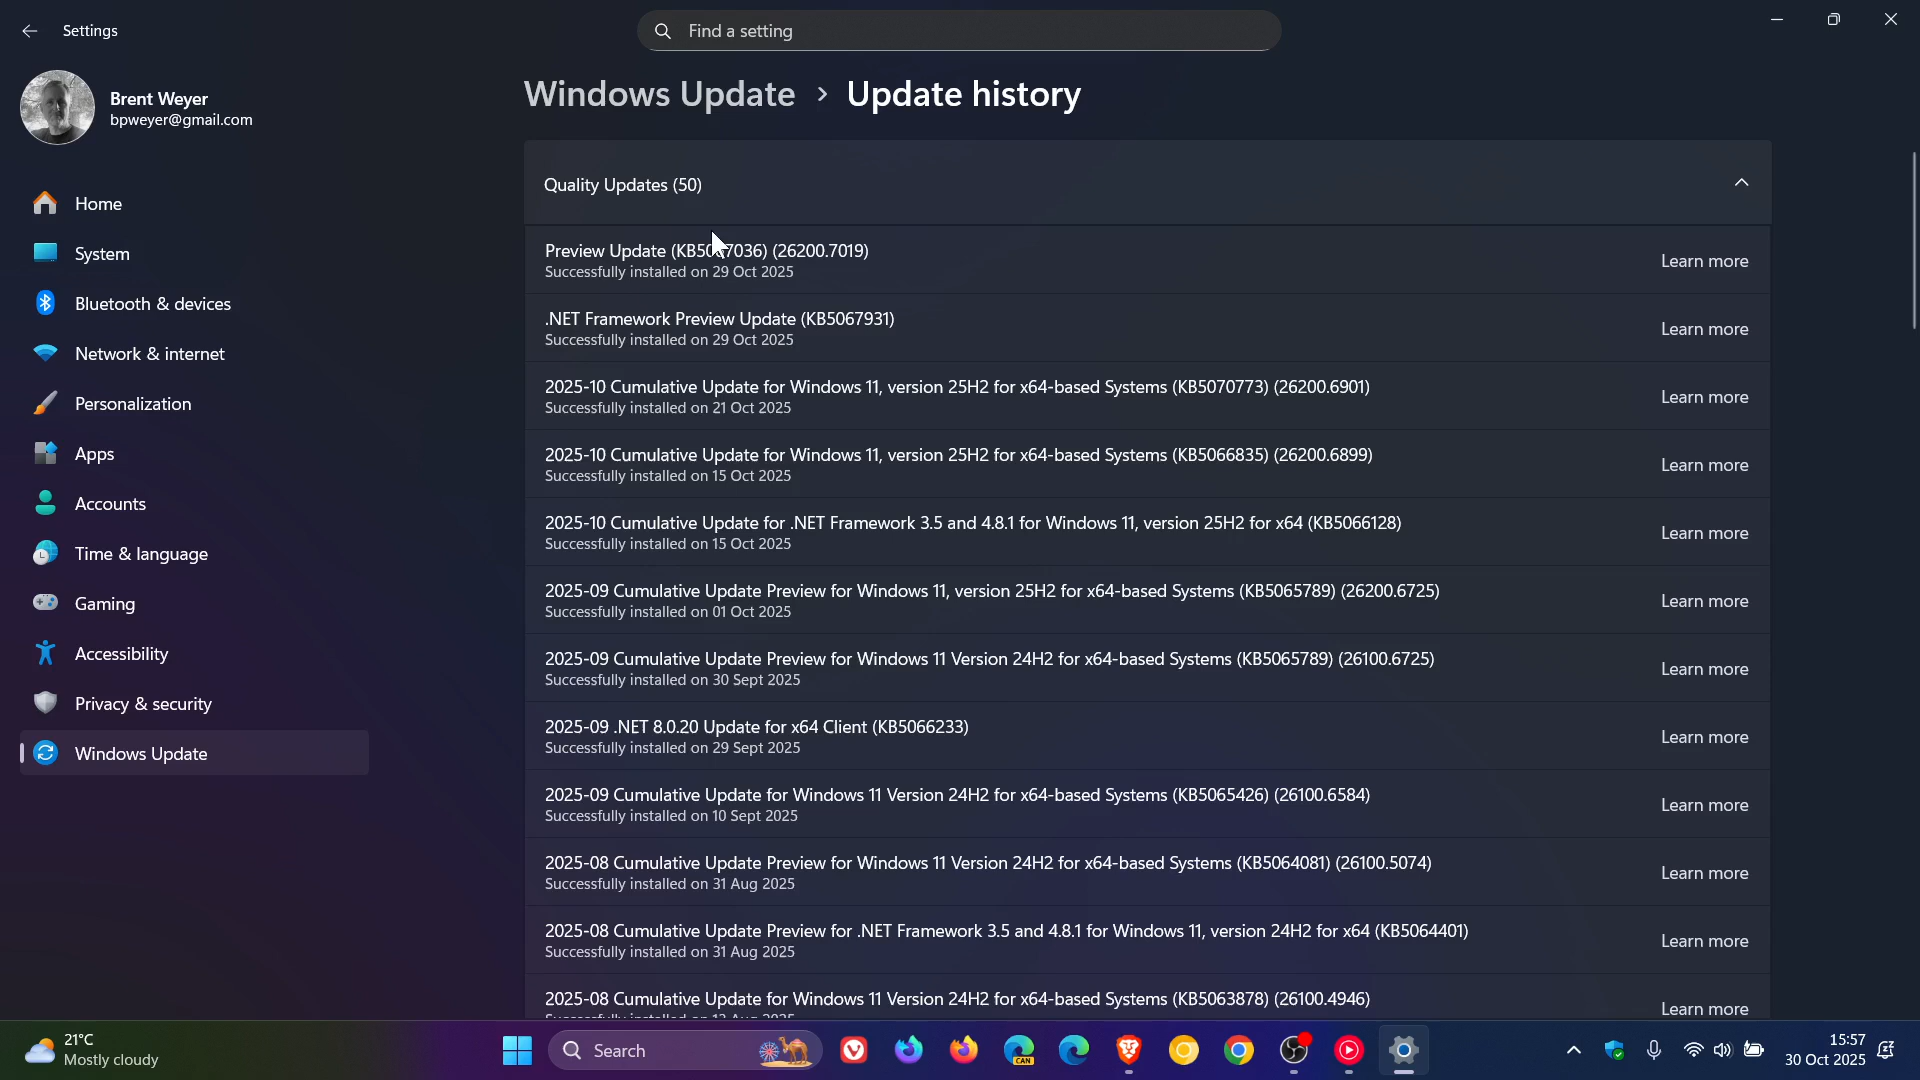 Settings
Find a setting
Brent Weyer
bpweyer@gmail.com
Home
System
Bluetooth & devices
Network & internet
Personalization
Apps
Accounts
Time & language
Gaming
Accessibility
Privacy & security
Windows Update
Windows Update > Update history
Quality Updates (50)
Preview Update (26200.7019)
Successfully installed on 29 Oct 2025
Learn more
.NET Framework Preview Update (KB5067931)
Successfully installed on 29 Oct 2025
Learn more
2025-10 Cumulative Update for Windows 11, version 25H2 for x64-based Systems (KB5070773) (26200.6901)
Successfully installed on 21 Oct 2025
Learn more
2025-10 Cumulative Update for Windows 11, version 25H2 for x64-based Systems (KB5066835) (26200.6899)
Successfully installed on 15 Oct 2025
Learn more
2025-10 Cumulative Update for .NET Framework 3.5 and 4.8.1 for Windows 11, version 25H2 for x64 (KB5066128)
Successfully installed on 15 Oct 2025
Learn more
2025-09 Cumulative Update Preview for Windows 11, version 25H2 for x64-based Systems (KB5065789) (26200.6725)
Successfully installed on 01 Oct 2025
Learn more
2025-09 Cumulative Update Preview for Windows 11 Version 24H2 for x64-based Systems (KB5065789) (26100.6725)
Successfully installed on 30 Sept 2025
Learn more
2025-09 .NET 8.0.20 Update for x64 Client (KB5066233)
Successfully installed on 29 Sept 2025
Learn more
2025-09 Cumulative Update for Windows 11 Version 24H2 for x64-based Systems (KB5065426) (26100.6584)
Successfully installed on 10 Sept 2025
Learn more
2025-08 Cumulative Update Preview for Windows 11 Version 24H2 for x64-based Systems (KB5064081) (26100.5074)
Successfully installed on 31 Aug 2025
Learn more
2025-08 Cumulative Update Preview for .NET Framework 3.5 and 4.8.1 for Windows 11, version 24H2 for x64 (KB5064401)
Successfully installed on 31 Aug 2025
Learn more
2025-08 Cumulative Update for Windows 11 Version 24H2 for x64-based Systems (KB5063878) (26100.4946)
Learn more
21°C
Mostly cloudy
Search
CAN
15:57
30 Oct 2025